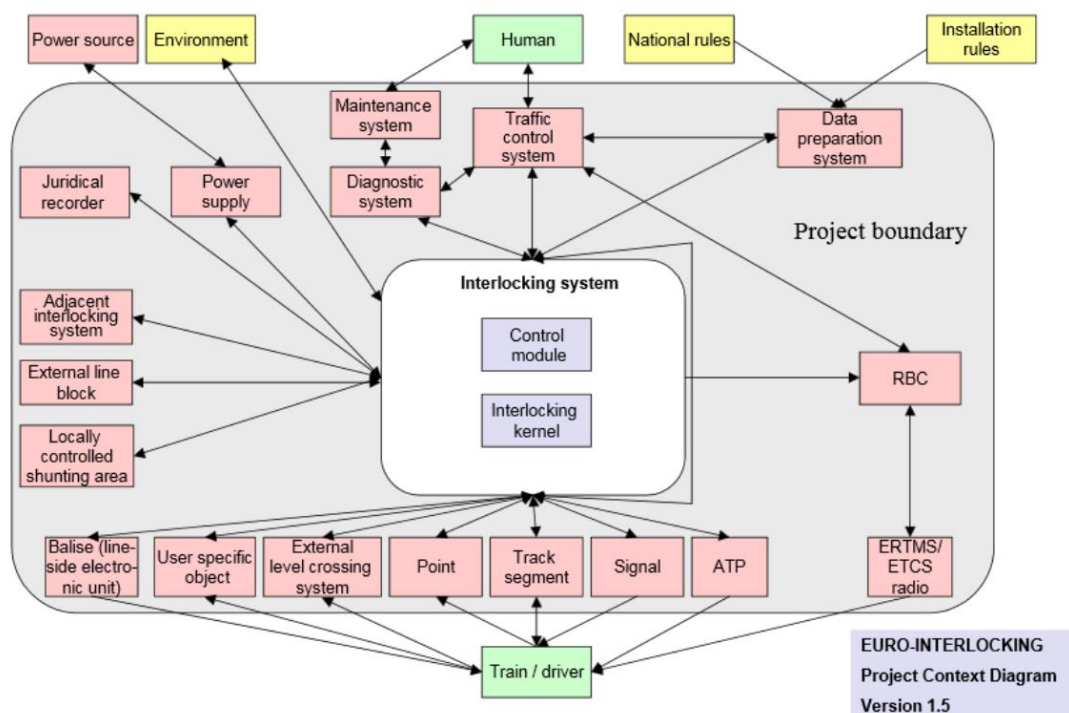 Power source
Environment
Human
National rules
Installation
rules
Maintenance
system
Traffic
control
system
Data
preparation
system
Juridical
recorder
Power
supply
Diagnostic
system
Project boundary
Interlocking system
Adjacent
interlocking
system
Control
module
External line
block
RBC
Interlocking
kernel
Locally
controlled
shunting area
Balise (line-
side electro-
nic unit)
User specific
object
External
level crossing
system
Point
Track
segment
Signal
ATP
ERTMS/
ETCS
radio
Train / driver
EURO-INTERLOCKING
Project Context Diagram
Version 1.5